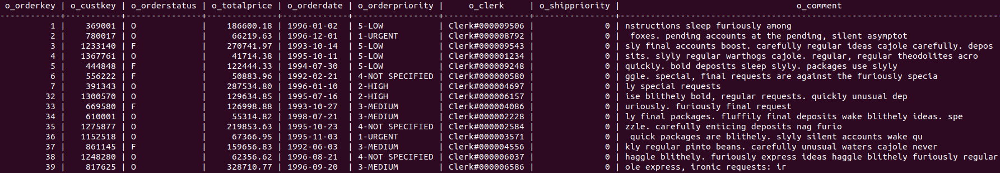 o_orderkey | o_custkey | o_orderstatus | o_totalprice | o_orderdate | o_orderpriority | o_clerk | o_shippriority | o_comment
1 | 369001 | O | 186600.18 | 1996-01-02 | 5-LOW | Clerk#000009506 | 0 | nstructions sleep furiously among
2 | 780017 | O | 66219.63 | 1996-12-01 | 1-URGENT | Clerk#000008792 | 0 | foxes. pending accounts at the pending, silent asymptot
3 | 1233140 | F | 270741.97 | 1993-10-14 | 5-LOW | Clerk#000009543 | 0 | sly final accounts boost. carefully regular ideas cajole carefully. depos
4 | 1367761 | O | 41714.38 | 1995-10-11 | 5-LOW | Clerk#000001234 | 0 | sits. slyly regular warthogs cajole. regular, regular theodolites acro
5 | 444848 | F | 122444.33 | 1994-07-30 | 5-LOW | Clerk#000009248 | 0 | quickly. bold deposits sleep slyly. packages use slyly
6 | 556222 | F | 50883.96 | 1992-02-21 | 4-NOT SPECIFIED | Clerk#000000580 | 0 | ggle. special, final requests are against the furiously specia
7 | 391343 | O | 287534.80 | 1996-01-10 | 2-HIGH | Clerk#000004697 | 0 | ly special requests
32 | 1300570 | O | 129634.85 | 1995-07-16 | 2-HIGH | Clerk#000006157 | 0 | ise blithely bold, regular requests. quickly unusual dep
33 | 669580 | F | 126998.88 | 1993-10-27 | 3-MEDIUM | Clerk#000004086 | 0 | uriously. furiously final request
34 | 610001 | O | 55314.82 | 1998-07-21 | 3-MEDIUM | Clerk#000002228 | 0 | ly final packages. fluffily final deposits wake blithely ideas. spe
35 | 1275877 | O | 219853.63 | 1995-10-23 | 4-NOT SPECIFIED | Clerk#000002584 | 0 | zzle. carefully enticing deposits nag furio
36 | 1152518 | O | 67366.95 | 1995-11-03 | 1-URGENT | Clerk#000003571 | 0 | quick packages are blithely. slyly silent accounts wake qu
37 | 861145 | F | 159656.83 | 1992-06-03 | 3-MEDIUM | Clerk#000004556 | 0 | kly regular pinto beans. carefully unusual waters cajole never
38 | 1248280 | O | 62356.62 | 1996-08-21 | 4-NOT SPECIFIED | Clerk#000006037 | 0 | haggle blithely. furiously express ideas haggle blithely furiously regular
39 | 817625 | O | 328710.77 | 1996-09-20 | 3-MEDIUM | Clerk#000006586 | 0 | ole express, ironic requests: ir